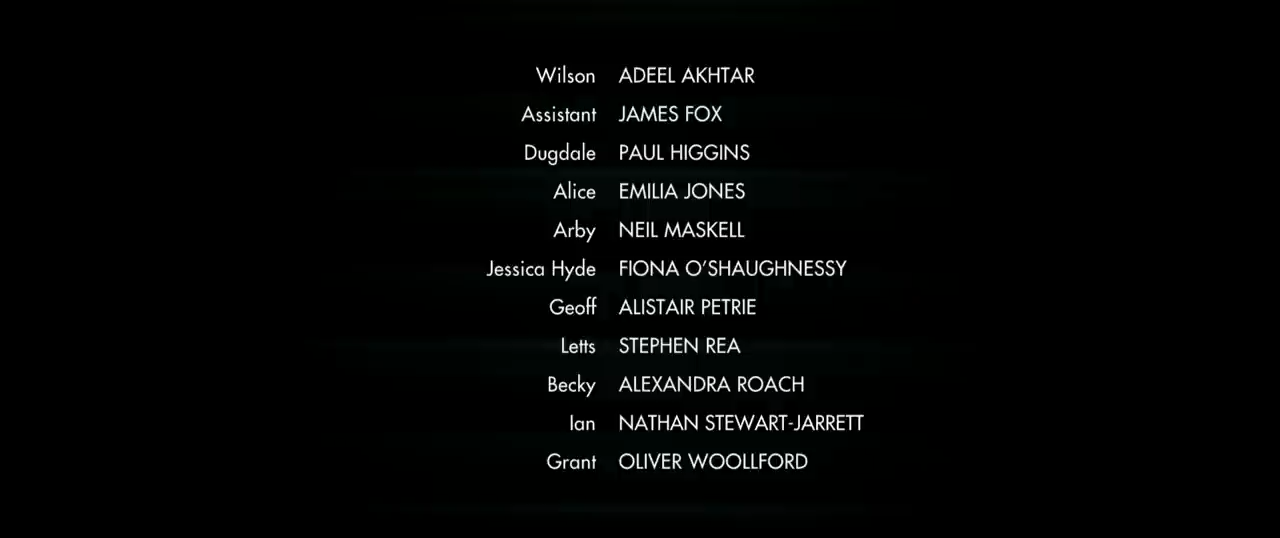 Wilson ADEEL AKHTAR
Assistant JAMES FOX
Dugdale PAUL HIGGINS
Alice EMILIA JONES
Arby NEIL MASKELL
Jessica Hyde FIONA O’SHAUGHNESSY
Geoff ALISTAIR PETRIE
Letts STEPHEN REA
Becky ALEXANDRA ROACH
Ian NATHAN STEWART-JARRETT
Grant OLIVER WOOLLFORD